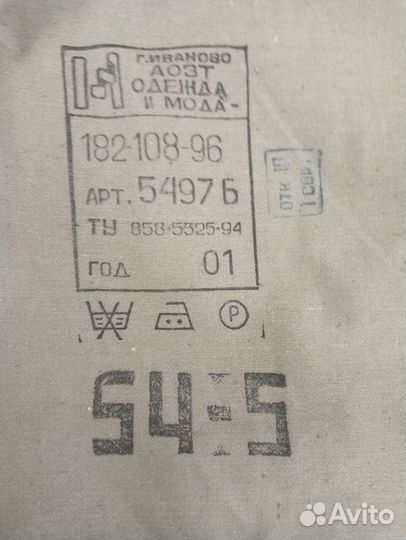 Г.ИВАНОВО
АОЗТ
ОДЕЖДА
И МОДА
182-108-96
АРТ. 5497Б
ТУ 858-5325-94
ГОД 01
P
54-5
ОТК
1 СОРТ
Avito